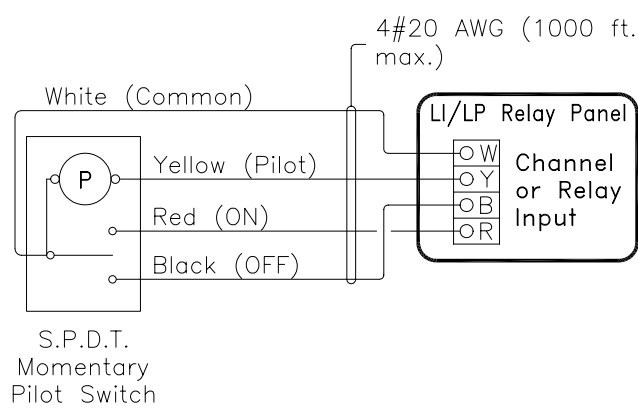 4#20 AWG (1000 ft.
max.)
White (Common)
LI/LP Relay Panel
W
Yellow (Pilot)
P
Y
Channel
or Relay
Input
B
Red (ON)
R
Black (OFF)
S.P.D.T.
Momentary
Pilot Switch